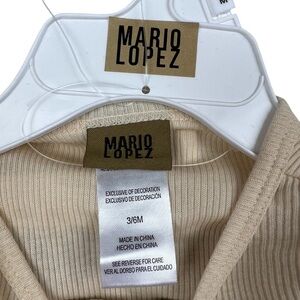 MARIO
LOPEZ
MARIO
LOPEZ
EXCLUSIVE OF DECORATION
EXCLUSIVO DE DECORACIÓN
3/6M
MADE IN CHINA
HECHO EN CHINA
SEE REVERSE FOR CARE
VER AL DORSO PARA EL CUIDADO